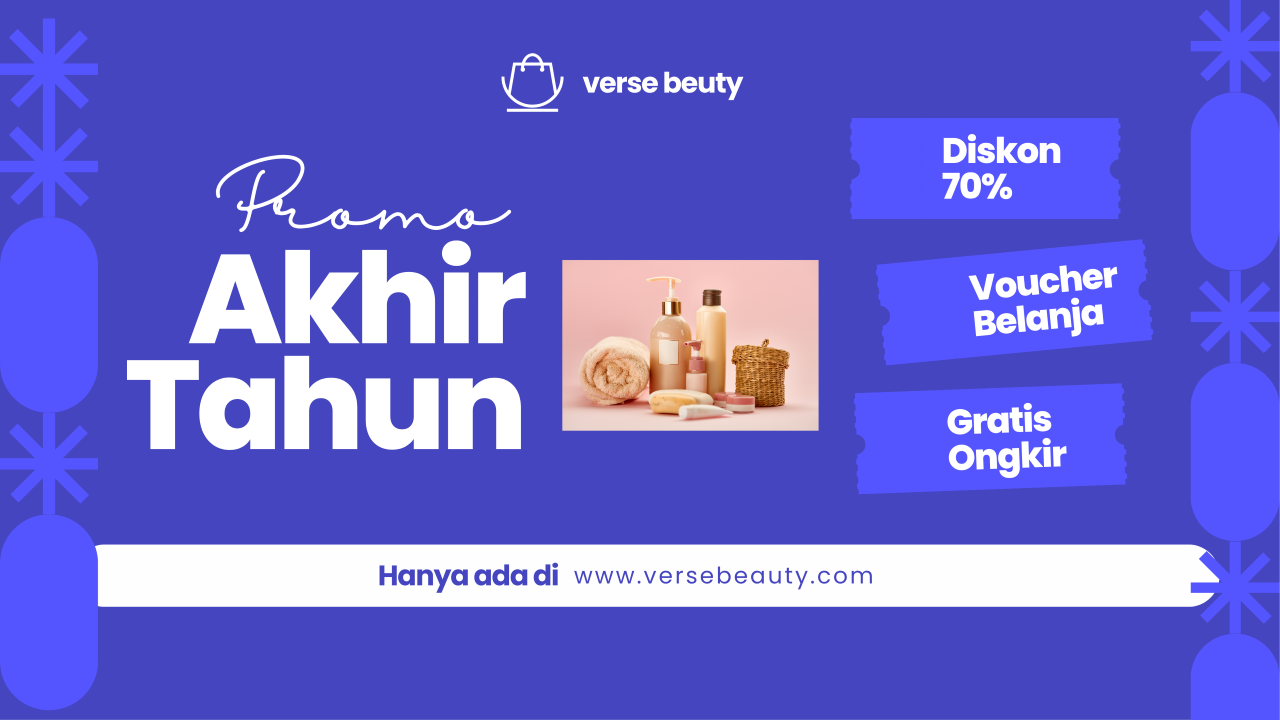 verse beuty
Promo
Akhir
Tahun
Diskon
70%
Voucher
Belanja
Gratis
Ongkir
Hanya ada di www.versebeauty.com